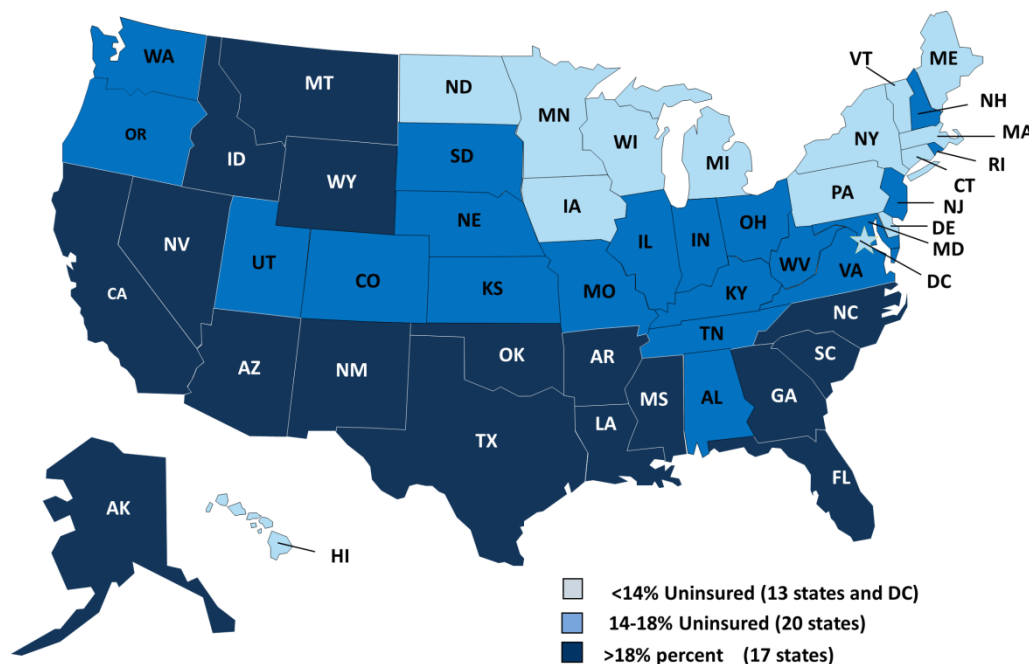 WA
MT
ND
MN
VT
ME
NH
OR
ID
WY
SD
WI
MI
NY
MA
RI
CT
NJ
DE
MD
DC
PA
IA
NE
NV
UT
CO
KS
CA
IL
IN
OH
WV
VA
MO
KY
NC
TN
SC
AZ
NM
OK
AR
MS
AL
GA
LA
TX
FL
AK
HI
<14% Uninsured (13 states and DC)
14-18% Uninsured (20 states)
>18% percent (17 states)